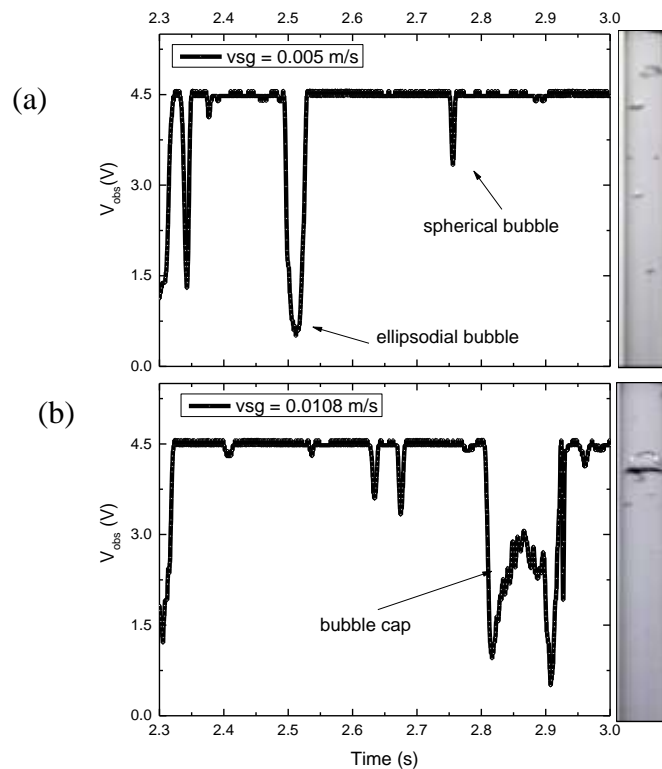 2.3 2.4 2.5 2.6 2.7 2.8 2.9 3.0
vsg = 0.005 m/s
(a)
4.5
3.0
1.5
0.0
V_obs (V)
spherical bubble
ellipsodial bubble
(b)
vsg = 0.0108 m/s
4.5
3.0
1.5
0.0
V_obs (V)
bubble cap
2.3 2.4 2.5 2.6 2.7 2.8 2.9 3.0
Time (s)